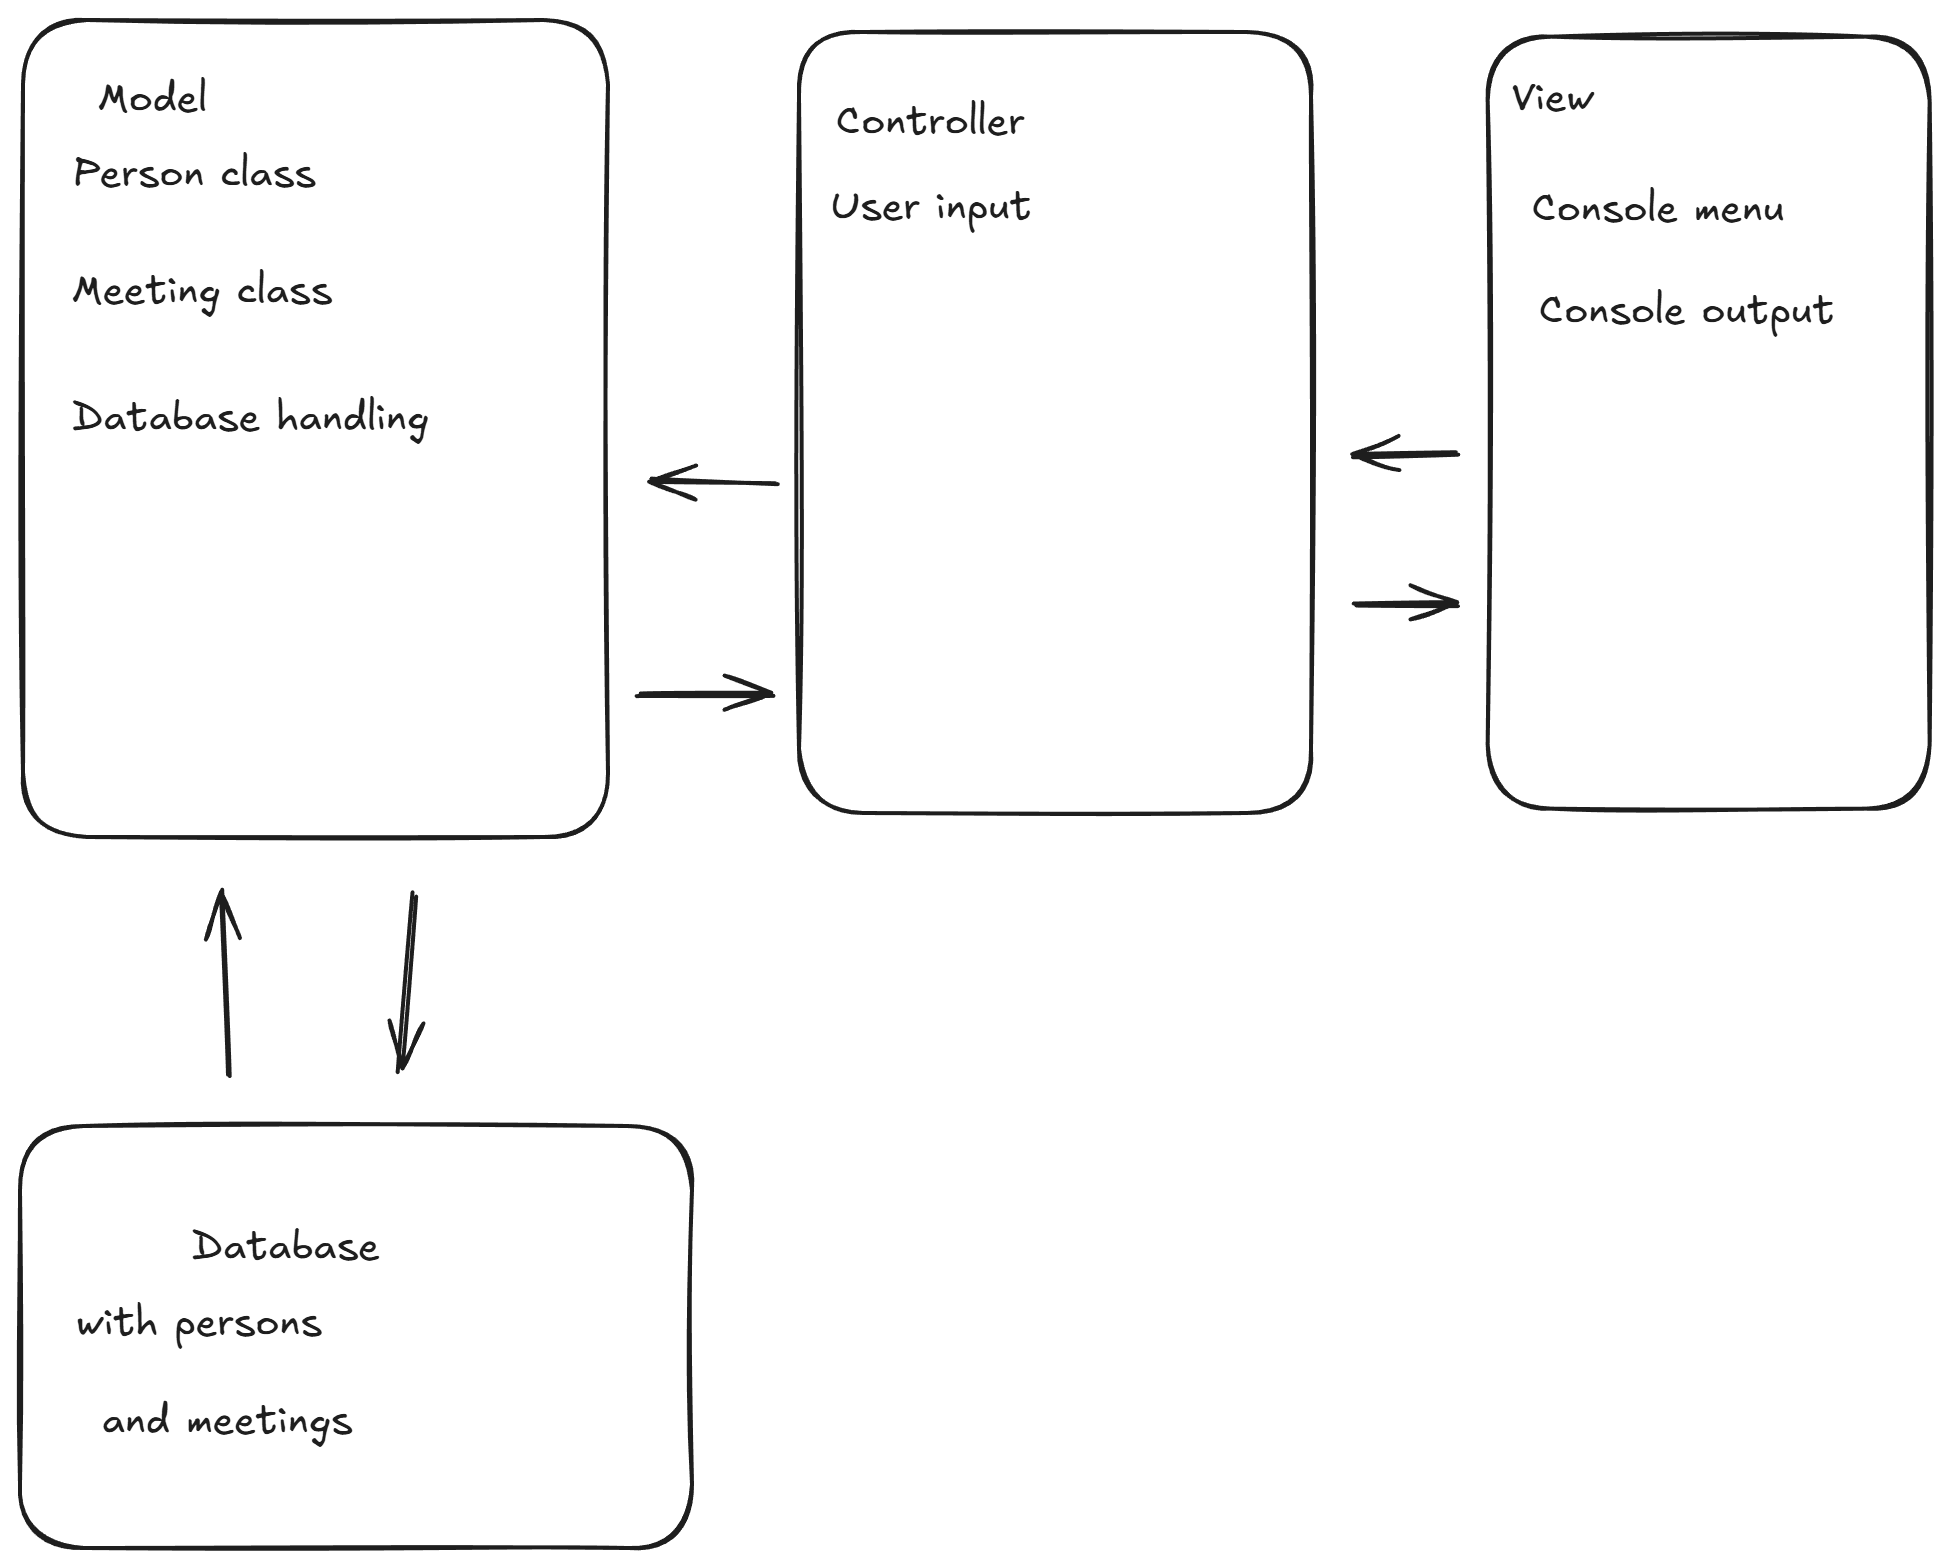 Model
Person class
Meeting class
Database handling
Controller
User input
View
Console menu
Console output
Database
with persons
and meetings